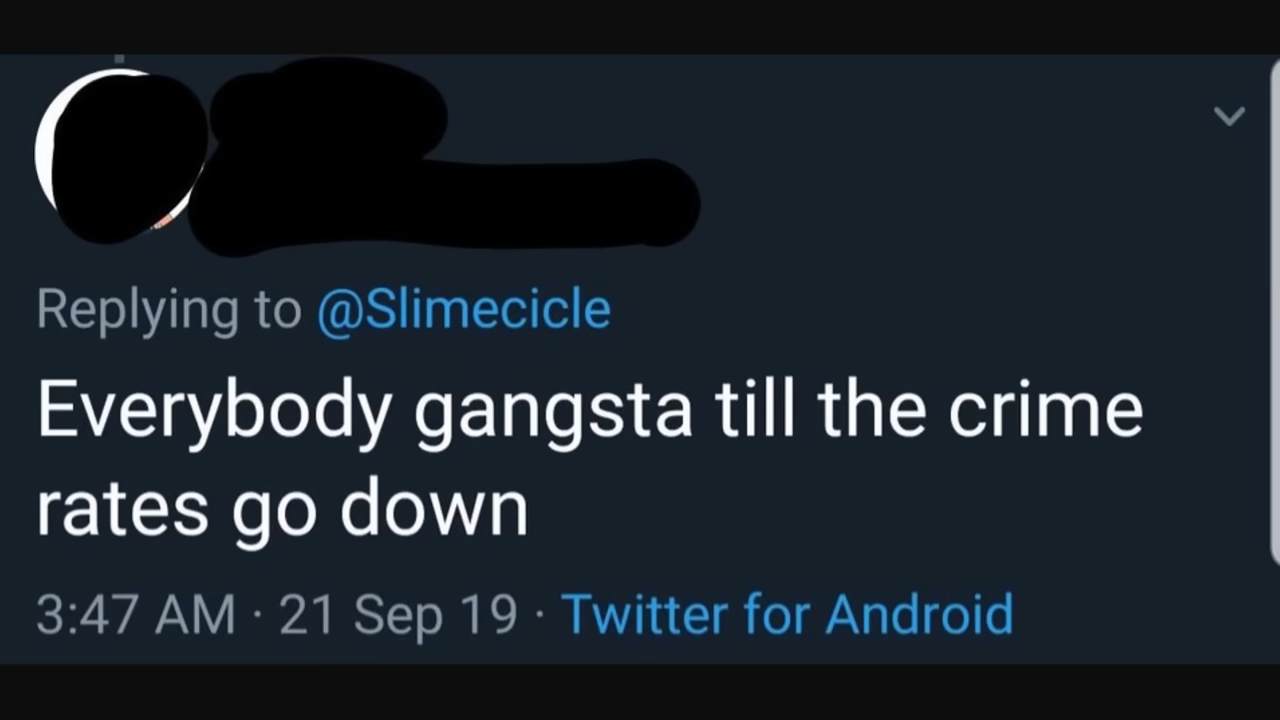 Replying to @Slimecicle
Everybody gangsta till the crime
rates go down
3:47 AM · 21 Sep 19 · Twitter for Android